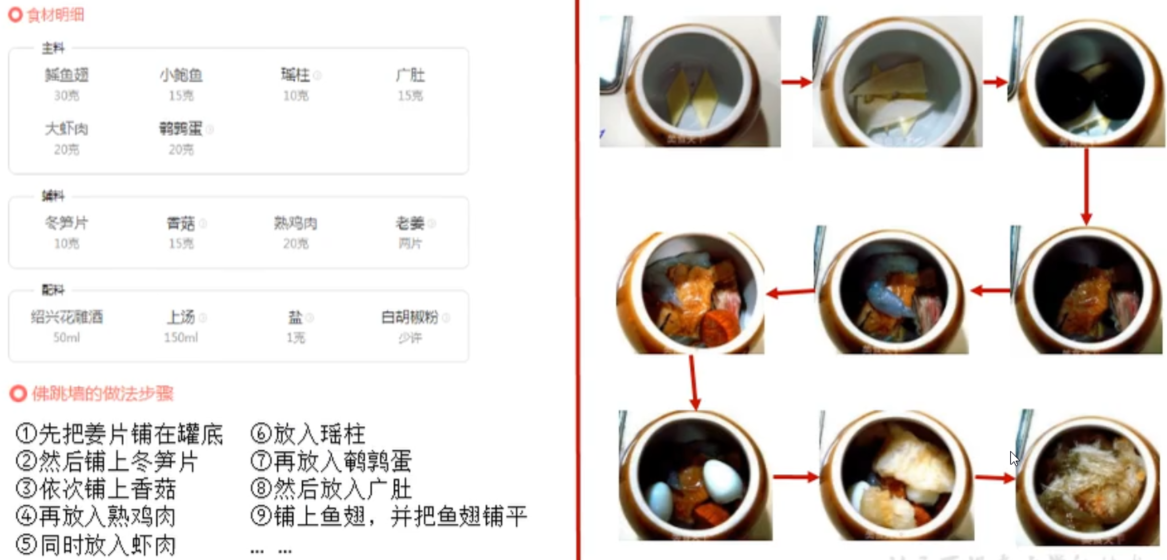 食材明细
主料
鲨鱼翅 小鲍鱼 瑶柱 广肚
30克 15克 10克 15克
大虾肉 鹌鹑蛋
20克 20克
辅料
冬笋片 香菇 熟鸡肉 老姜
10克 15克 20克 两片
配料
绍兴花雕酒 上汤 盐 白胡椒粉
50ml 150ml 1克 少许
佛跳墙的做法步骤
①先把姜片铺在罐底
②然后铺上冬笋片
③依次铺上香菇
④再放入熟鸡肉
⑤同时放入虾肉
⑥放入瑶柱
⑦再放入鹌鹑蛋
⑧然后放入广肚
⑨铺上鱼翅，并把鱼翅铺平
... ...